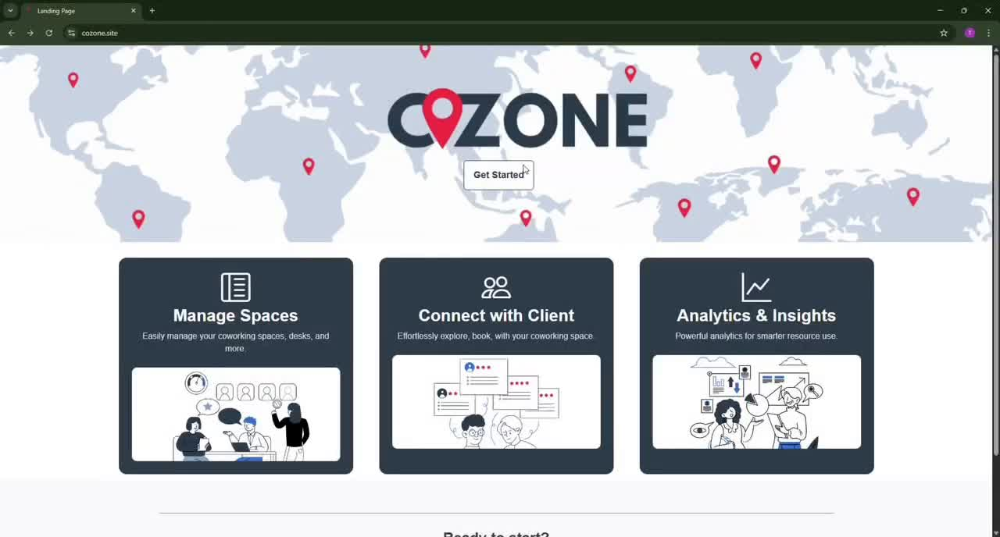 Landing Page
cozone.site
T
COZONE
Get Started
Manage Spaces
Easily manage your coworking spaces, desks, and
more.
Connect with Client
Effortlessly explore, book, with your coworking space.
Analytics & Insights
Powerful analytics for smarter resource use.
Ready to start?